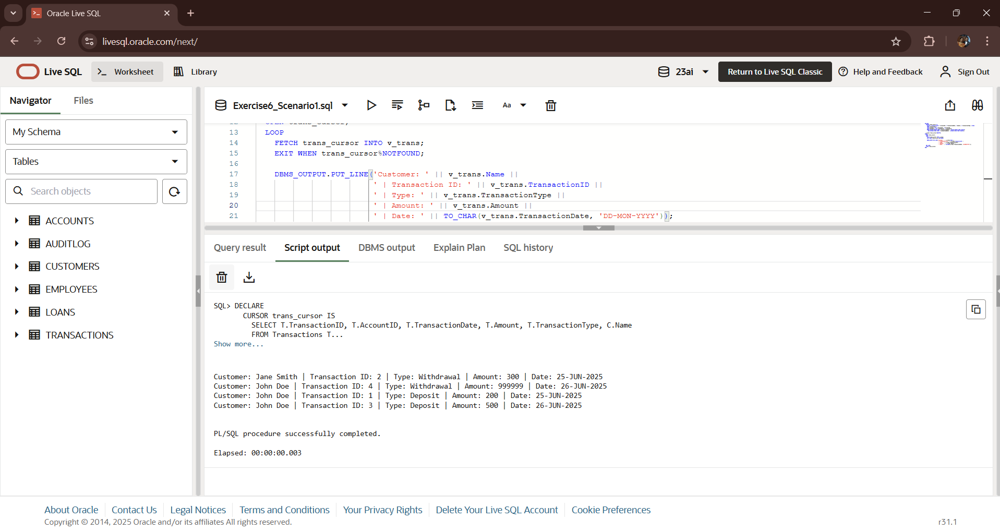 Oracle Live SQL
livesql.oracle.com/next/
Live SQL
Worksheet
Library
23ai
Return to Live SQL Classic
Help and Feedback
Sign Out
Navigator
Files
My Schema
Tables
Search objects
ACCOUNTS
AUDITLOG
CUSTOMERS
EMPLOYEES
LOANS
TRANSACTIONS
Exercise6_Scenario1.sql
Aa
13 LOOP
14 FETCH trans_cursor INTO v_trans;
15 EXIT WHEN trans_cursor%NOTFOUND;
16
17 DBMS_OUTPUT.PUT_LINE('Customer: ' || v_trans.Name ||
18 ' | Transaction ID: ' || v_trans.TransactionID ||
19 ' | Type: ' || v_trans.TransactionType ||
20 ' | Amount: ' || v_trans.Amount ||
21 ' | Date: ' || TO_CHAR(v_trans.TransactionDate, 'DD-MON-YYYY'));
Query result
Script output
DBMS output
Explain Plan
SQL history
SQL> DECLARE
CURSOR trans_cursor IS
SELECT T.TransactionID, T.AccountID, T.TransactionDate, T.Amount, T.TransactionType, C.Name
FROM Transactions T...
Show more...
Customer: Jane Smith | Transaction ID: 2 | Type: Withdrawal | Amount: 300 | Date: 25-JUN-2025
Customer: John Doe | Transaction ID: 4 | Type: Withdrawal | Amount: 999999 | Date: 26-JUN-2025
Customer: John Doe | Transaction ID: 1 | Type: Deposit | Amount: 200 | Date: 25-JUN-2025
Customer: John Doe | Transaction ID: 3 | Type: Deposit | Amount: 500 | Date: 26-JUN-2025
PL/SQL procedure successfully completed.
Elapsed: 00:00:00.003
About Oracle
Contact Us
Legal Notices
Terms and Conditions
Your Privacy Rights
Delete Your Live SQL Account
Cookie Preferences
Copyright © 2014, 2025 Oracle and/or its affiliates All rights reserved.
r31.1